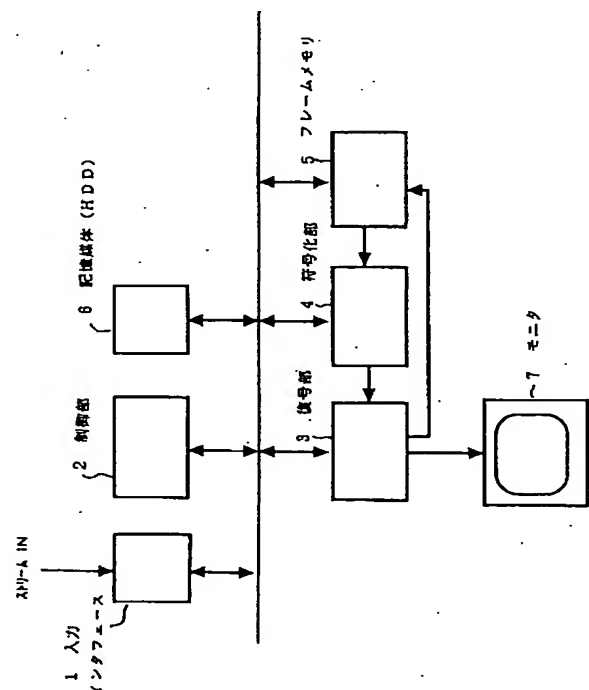 ストリーム IN
1 入力
インタフェース
2 制御部
6 記憶媒体 (HDD)
3 復号部
4 符号化部
5 フレームメモリ
7 モニタ